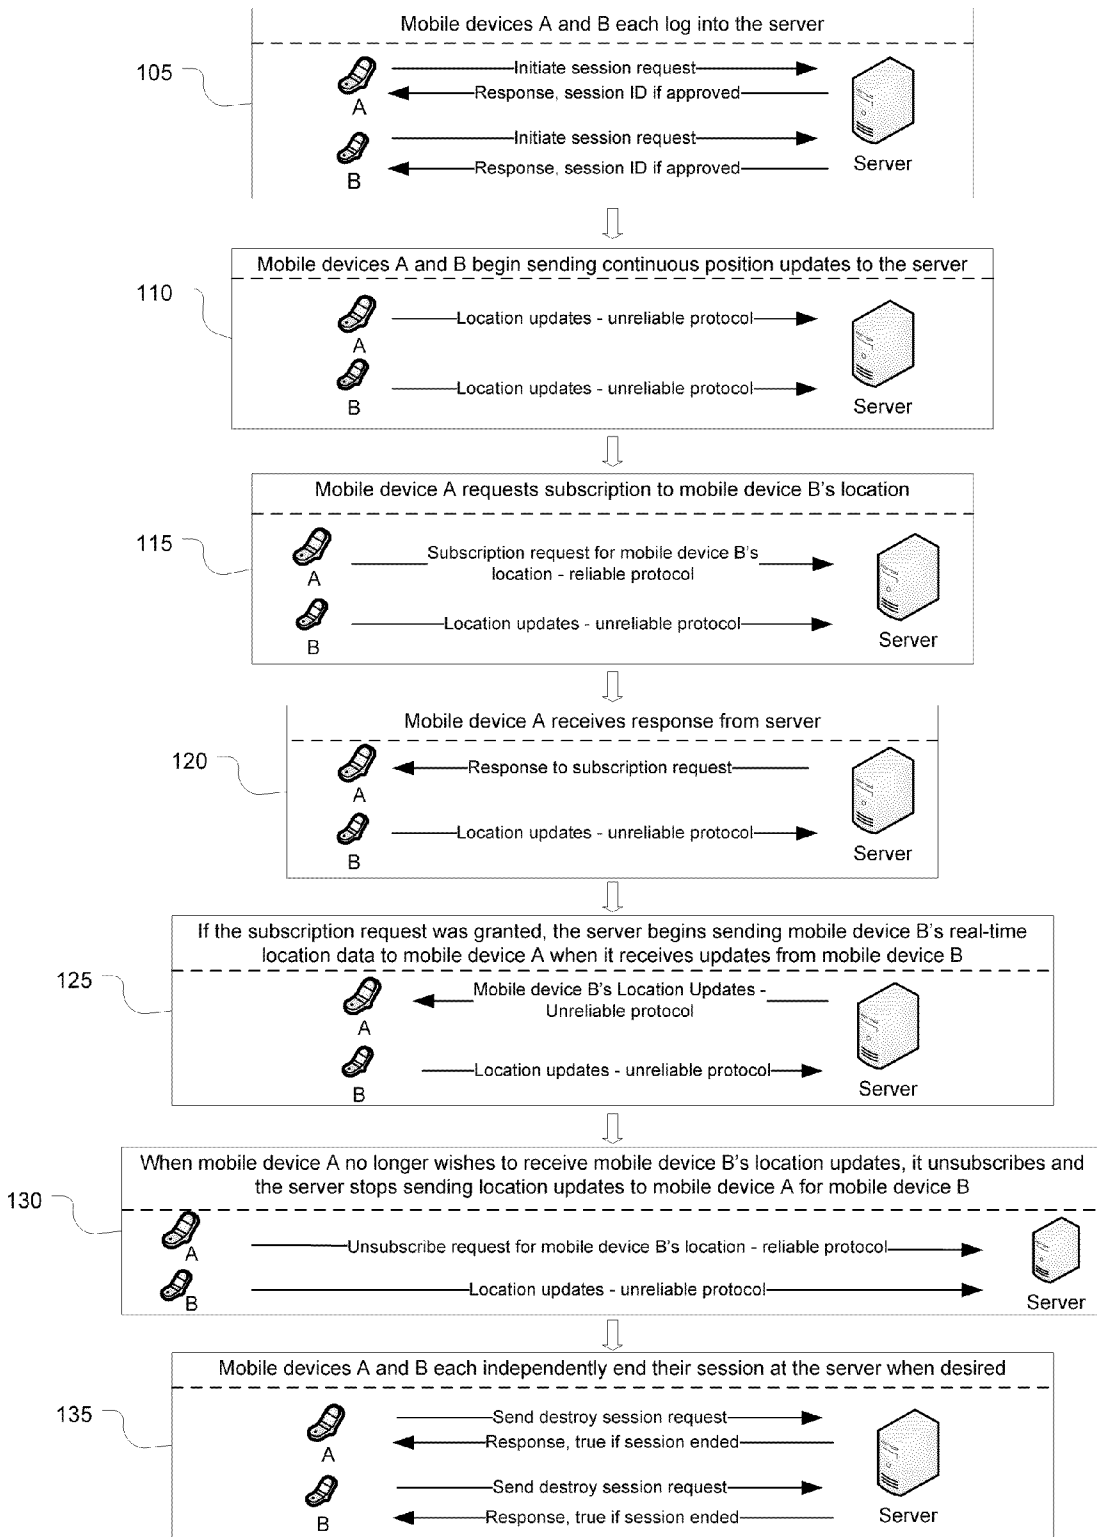 Mobile devices A and B each log into the server
105
Initiate session request
Response, session ID if approved
A
Initiate session request
Response, session ID if approved
B
Server
Mobile devices A and B begin sending continuous position updates to the server
110
Location updates - unreliable protocol
A
Location updates - unreliable protocol
B
Server
Mobile device A requests subscription to mobile device B's location
115
Subscription request for mobile device B's
location - reliable protocol
A
Location updates - unreliable protocol
B
Server
Mobile device A receives response from server
120
Response to subscription request
A
Location updates - unreliable protocol
B
Server
If the subscription request was granted, the server begins sending mobile device B's real-time
location data to mobile device A when it receives updates from mobile device B
125
Mobile device B's Location Updates -
Unreliable protocol
A
Location updates - unreliable protocol
B
Server
When mobile device A no longer wishes to receive mobile device B's location updates, it unsubscribes and
the server stops sending location updates to mobile device A for mobile device B
130
A
Unsubscribe request for mobile device B's location - reliable protocol
Location updates - unreliable protocol
B
Server
Mobile devices A and B each independently end their session at the server when desired
135
Send destroy session request
Response, true if session ended
A
Send destroy session request
Response, true if session ended
B
Server